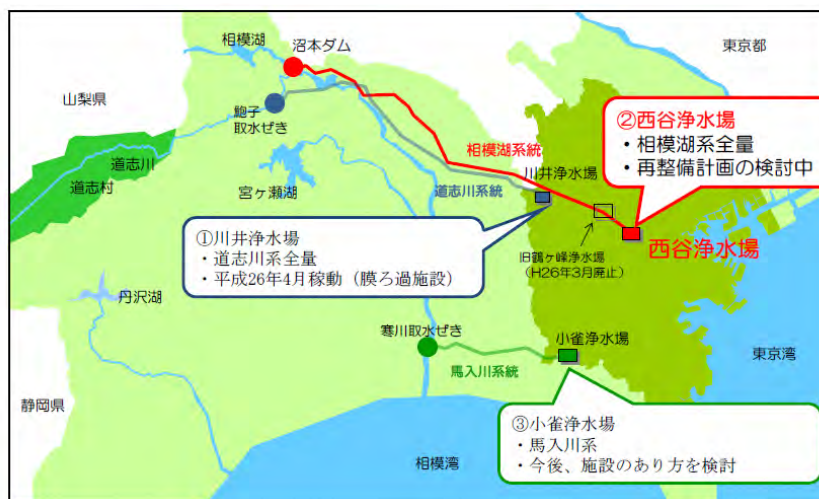 相模湖
沼本ダム
東京都
山梨県
鮑子
取水ぜき
②西谷浄水場
・相模湖系全量
・再整備計画の検討中
相模湖系統
川井浄水場
道志川
道志村
宮ヶ瀬湖
道志川系統
①川井浄水場
・道志川系全量
・平成26年4月稼動（膜ろ過施設）
旧鶴ヶ峰浄水場
（H26年3月廃止）
西谷浄水場
丹沢湖
寒川取水ぜき
小雀浄水場
東京湾
馬入川系統
静岡県
③小雀浄水場
・馬入川系
・今後、施設のあり方を検討
相模湾